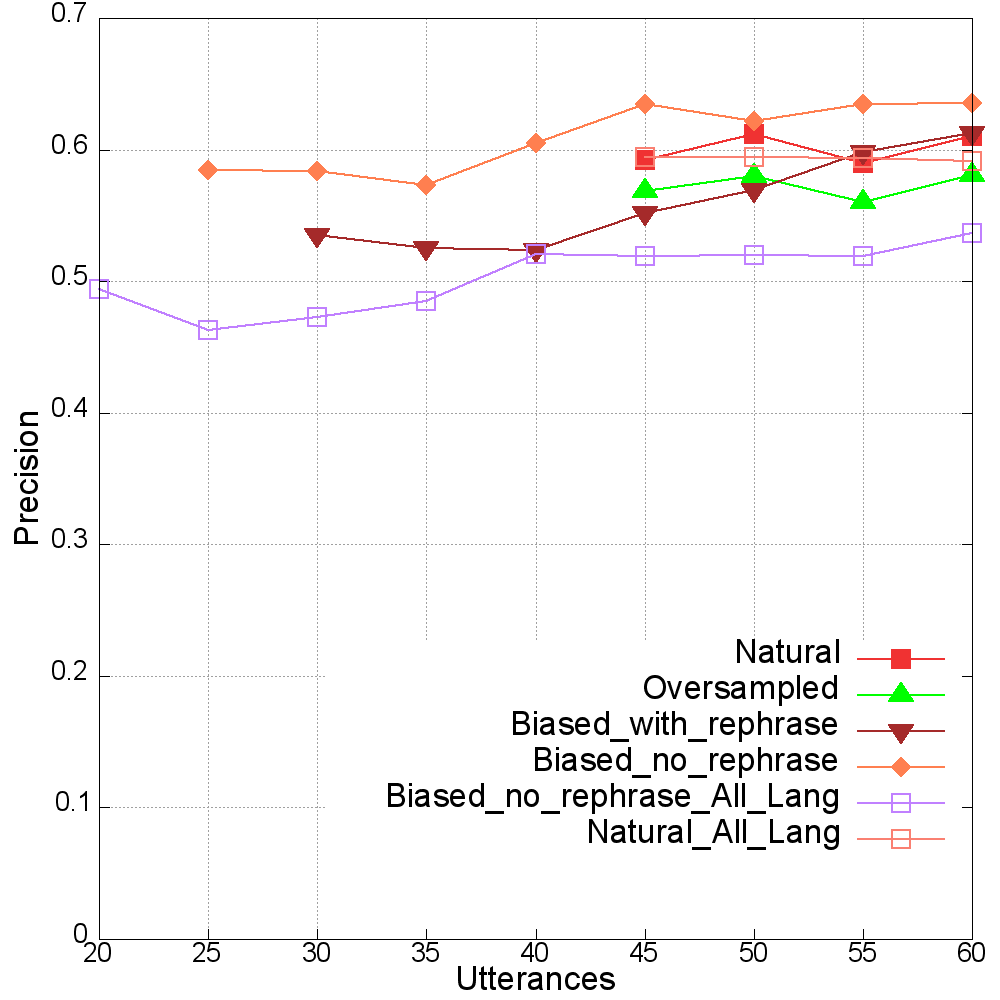 0.7
0.6
0.5
0.4
0.3
0.2
0.1
0
Precision
Natural
Oversampled
Biased_with_rephrase
Biased_no_rephrase
Biased_no_rephrase_All_Lang
Natural_All_Lang
20 25 30 35 40 45 50 55 60
Utterances